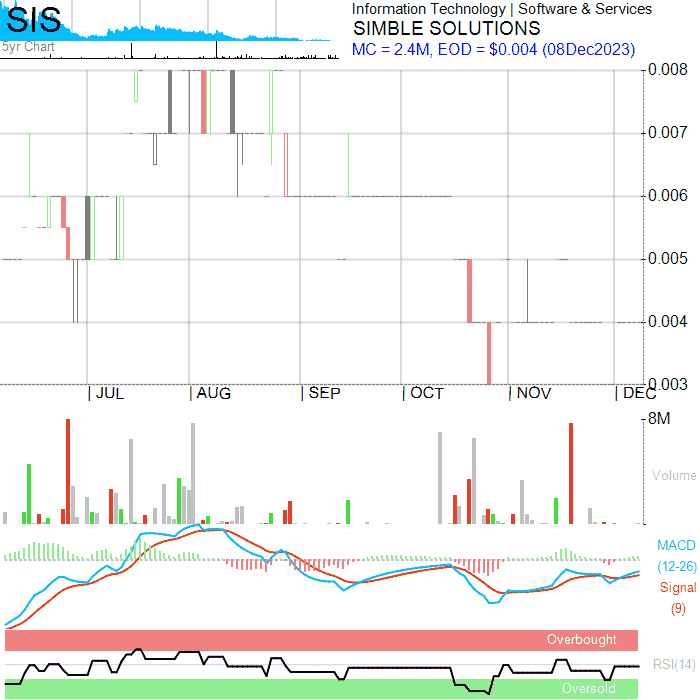 SIS
Information Technology | Software & Services
SIMBLE SOLUTIONS
5yr Chart
MC = 2.4M, EOD = $0.004 (08Dec2023)
0.008
0.007
0.006
0.005
0.004
0.003
| JUL | AUG | SEP | OCT | NOV | DEC
8M
Volume
MACD
(12-26)
Signal
(9)
Overbought
RSI(14)
Oversold